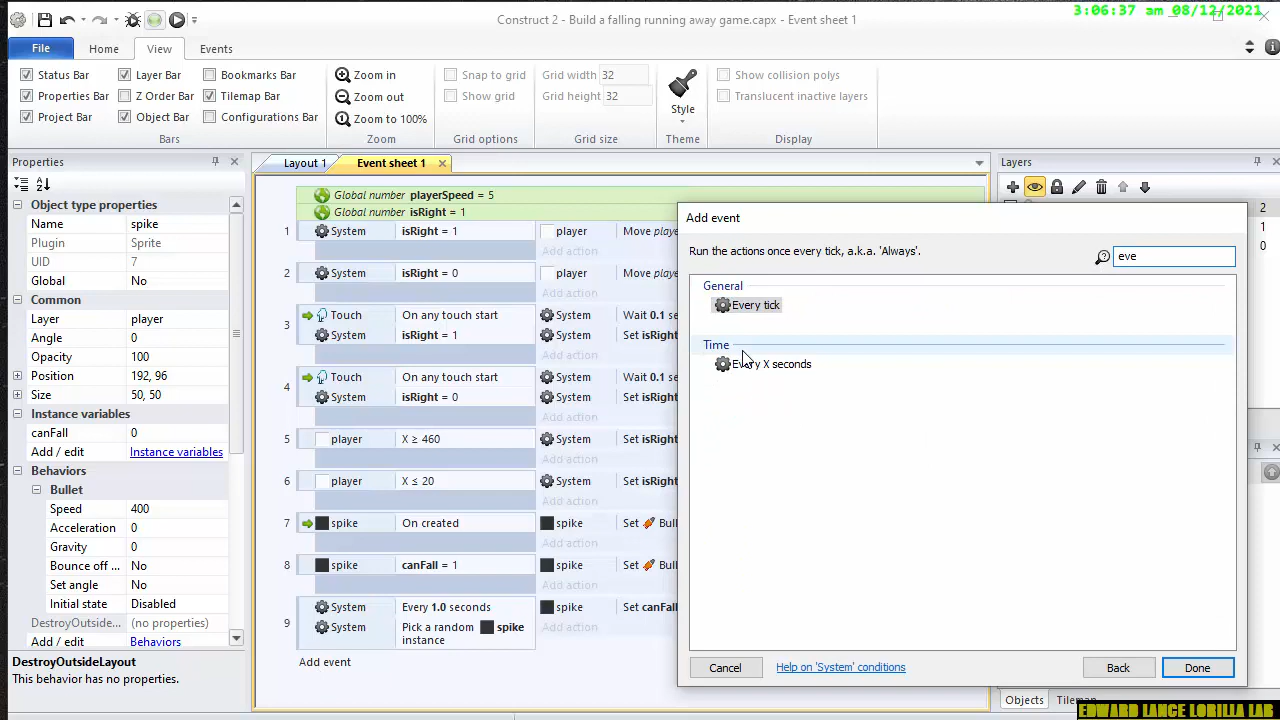 Construct 2 - Build a falling running away game.capx - Event sheet 1
3:06:37 am 08/12/2021
File Home View Events
Status Bar Layer Bar Bookmarks Bar Zoom in Snap to grid Grid width 32 Show collision polys
Properties Bar Z Order Bar Tilemap Bar Zoom out Show grid Grid height 32 Style Translucent inactive layers
Project Bar Object Bar Configurations Bar Zoom to 100%
Bars Zoom Grid options Grid size Theme Display
Properties
Object type properties
Name spike
Plugin Sprite
UID 7
Global No
Common
Layer player
Angle 0
Opacity 100
Position 192, 96
Size 50, 50
Instance variables
canFall 0
Add / edit Instance variables
Behaviors
Bullet
Speed 400
Acceleration 0
Gravity 0
Bounce off ... No
Set angle No
Initial state Disabled
DestroyOutside... (no properties)
Add / edit Behaviors
DestroyOutsideLayout
This behavior has no properties.
Layout 1 Event sheet 1
Global number playerSpeed = 5
Global number isRight = 1
1 System isRight = 1 player Move playe
Add action
2 System isRight = 0 player Move playe
Add action
3 Touch On any touch start System Wait 0.1 se
System isRight = 1 System Set isRight
Add action
4 Touch On any touch start System Wait 0.1 se
System isRight = 0 System Set isRight
Add action
5 player X ≥ 460 System Set isRight
Add action
6 player X ≤ 20 System Set isRight
Add action
7 spike On created spike Set Bul
Add action
8 spike canFall = 1 spike Set Bul
Add action
9 System Every 1.0 seconds spike Set canFal
System Pick a random spike instance Add action
Add event
Add event
Run the actions once every tick, a.k.a. 'Always'.
eve
General
Every tick
Time
Every X seconds
Cancel Help on 'System' conditions Back Done
Layers
2
1
0
Objects Tilemap
EDWARD LANCE LORILLA LAB